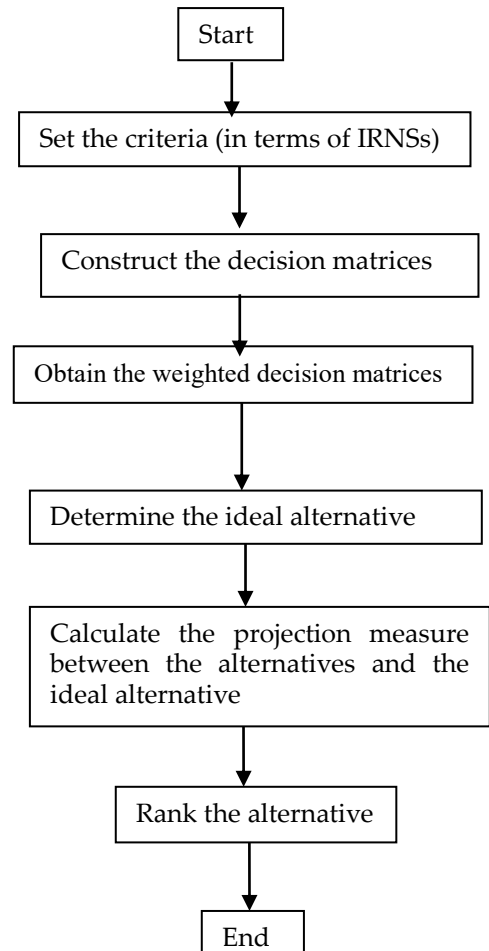 Start
Set the criteria (in terms of IRNSs)
Construct the decision matrices
Obtain the weighted decision matrices
Determine the ideal alternative
Calculate the projection measure
between the alternatives and the
ideal alternative
Rank the alternative
End